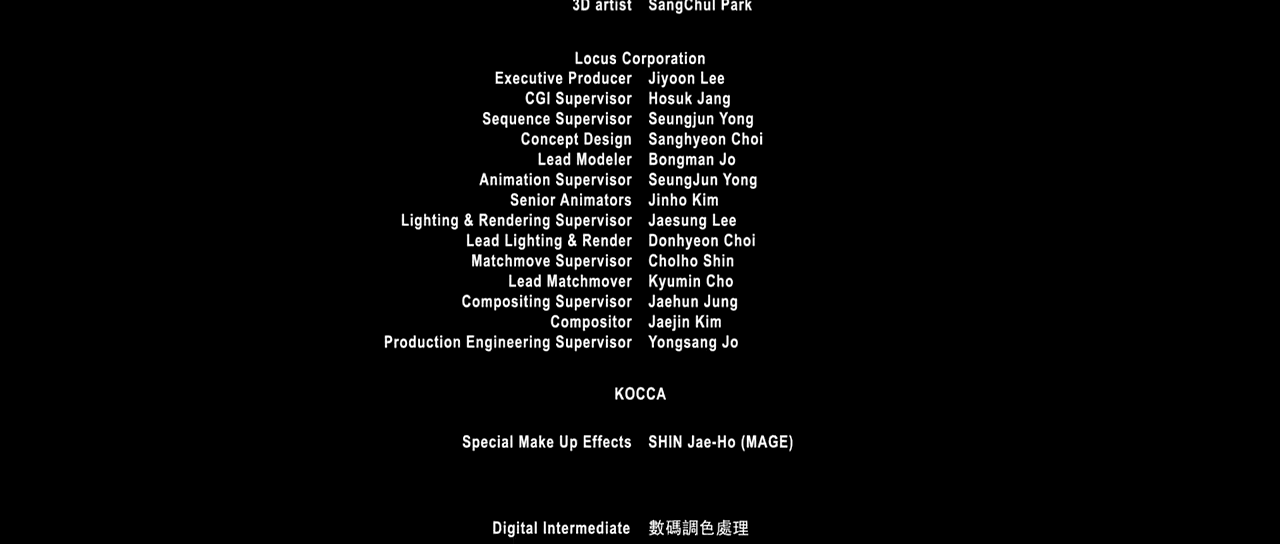 3D artist SangChul Park
Locus Corporation
Executive Producer Jiyoon Lee
CGI Supervisor Hosuk Jang
Sequence Supervisor Seungjun Yong
Concept Design Sanghyeon Choi
Lead Modeler Bongman Jo
Animation Supervisor SeungJun Yong
Senior Animators Jinho Kim
Lighting & Rendering Supervisor Jaesung Lee
Lead Lighting & Render Donhyeon Choi
Matchmove Supervisor Cholho Shin
Lead Matchmover Kyumin Cho
Compositing Supervisor Jaehun Jung
Compositor Jaejin Kim
Production Engineering Supervisor Yongsang Jo
KOCCA
Special Make Up Effects SHIN Jae-Ho (MAGE)
Digital Intermediate 數碼調色處理